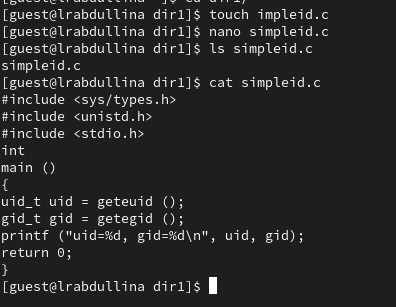 [guest@lrabdullina dir1]$ touch impleid.c
[guest@lrabdullina dir1]$ nano simpleid.c
[guest@lrabdullina dir1]$ ls simpleid.c
simpleid.c
[guest@lrabdullina dir1]$ cat simpleid.c
#include <sys/types.h>
#include <unistd.h>
#include <stdio.h>
int
main ()
{
uid_t uid = geteuid ();
gid_t gid = getegid ();
printf ("uid=%d, gid=%d\n", uid, gid);
return 0;
}
[guest@lrabdullina dir1]$